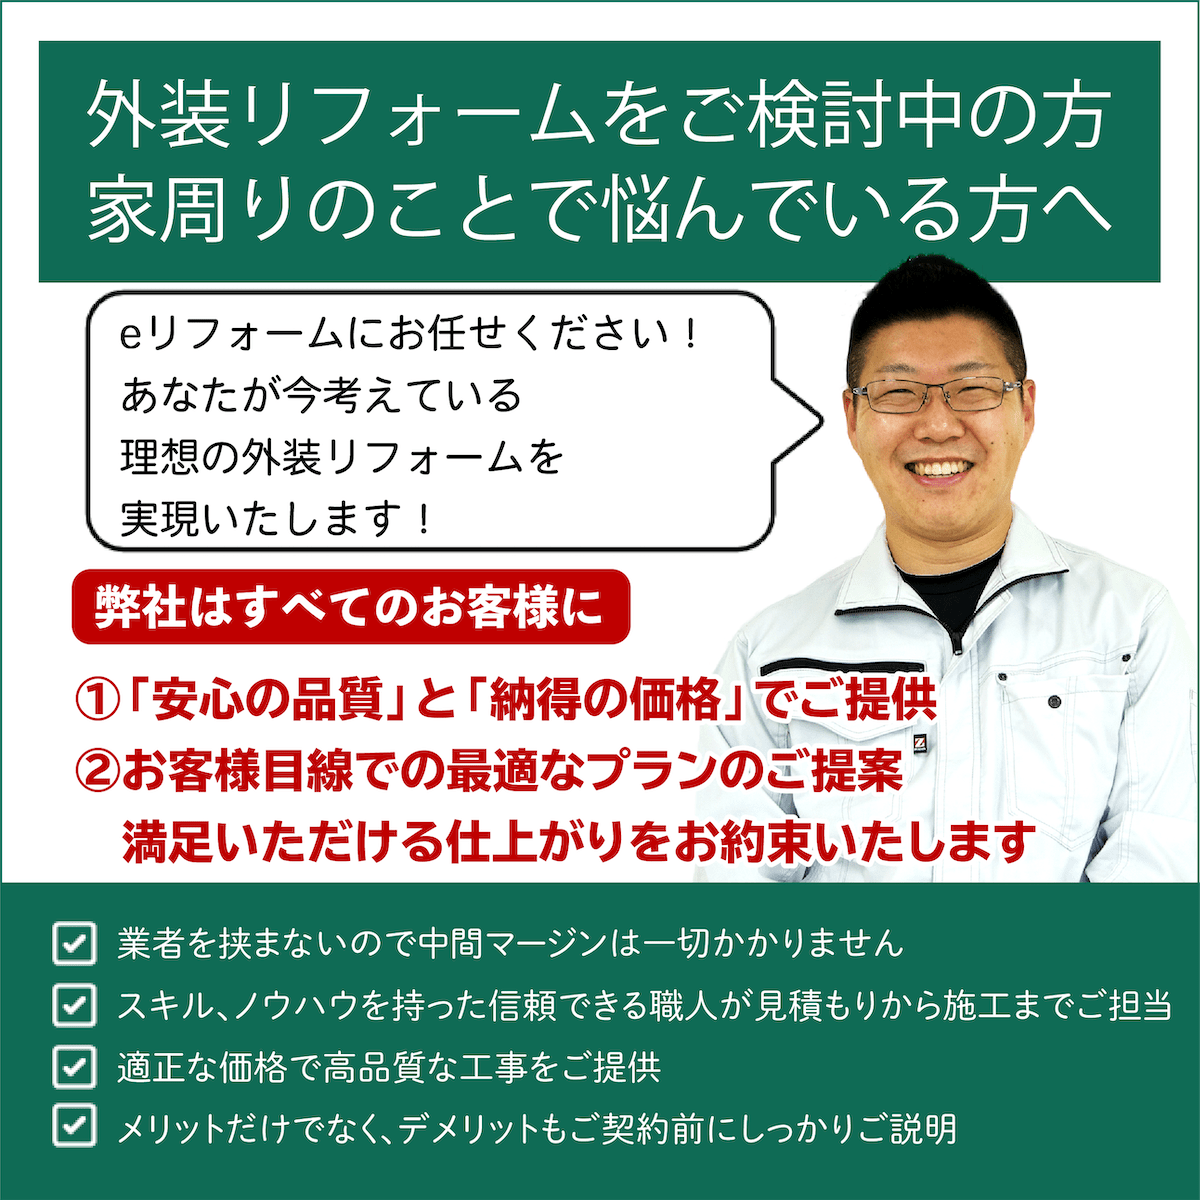 外装リフォームをご検討中の方
家周りのことで悩んでいる方へ
eリフォームにお任せください！
あなたが今考えている
理想の外装リフォームを
実現いたします！
弊社はすべてのお客様に
①「安心の品質」と「納得の価格」でご提供
②お客様目線での最適なプランのご提案
満足いただける仕上がりをお約束いたします
業者を挟まないので中間マージンは一切かかりません
スキル、ノウハウを持った信頼できる職人が見積もりから施工までご担当
適正な価格で高品質な工事をご提供
メリットだけでなく、デメリットもご契約前にしっかりご説明